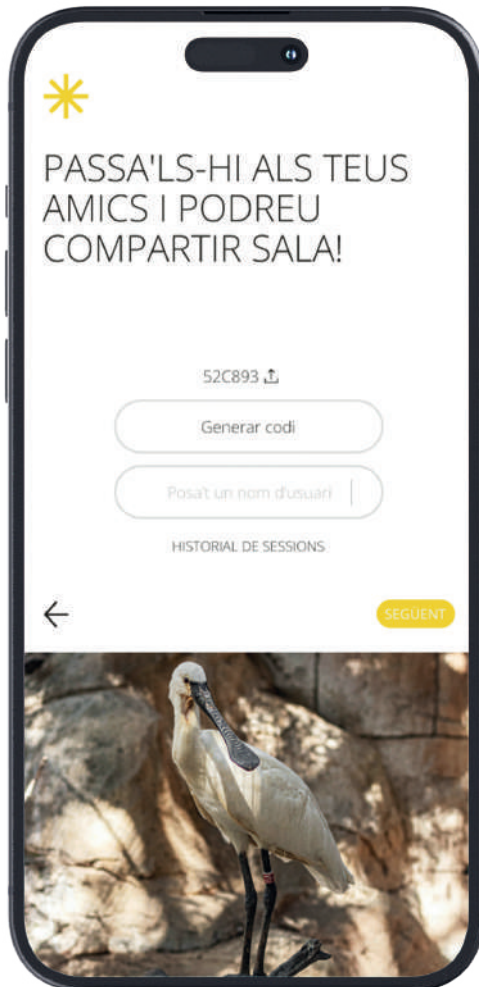 PASSA'LS-HI ALS TEUS
AMICS I PODREU
COMPARTIR SALA!
52C893
Generar codi
Posa't un nom d'usuari
HISTORIAL DE SESSIONS
SEGÜENT